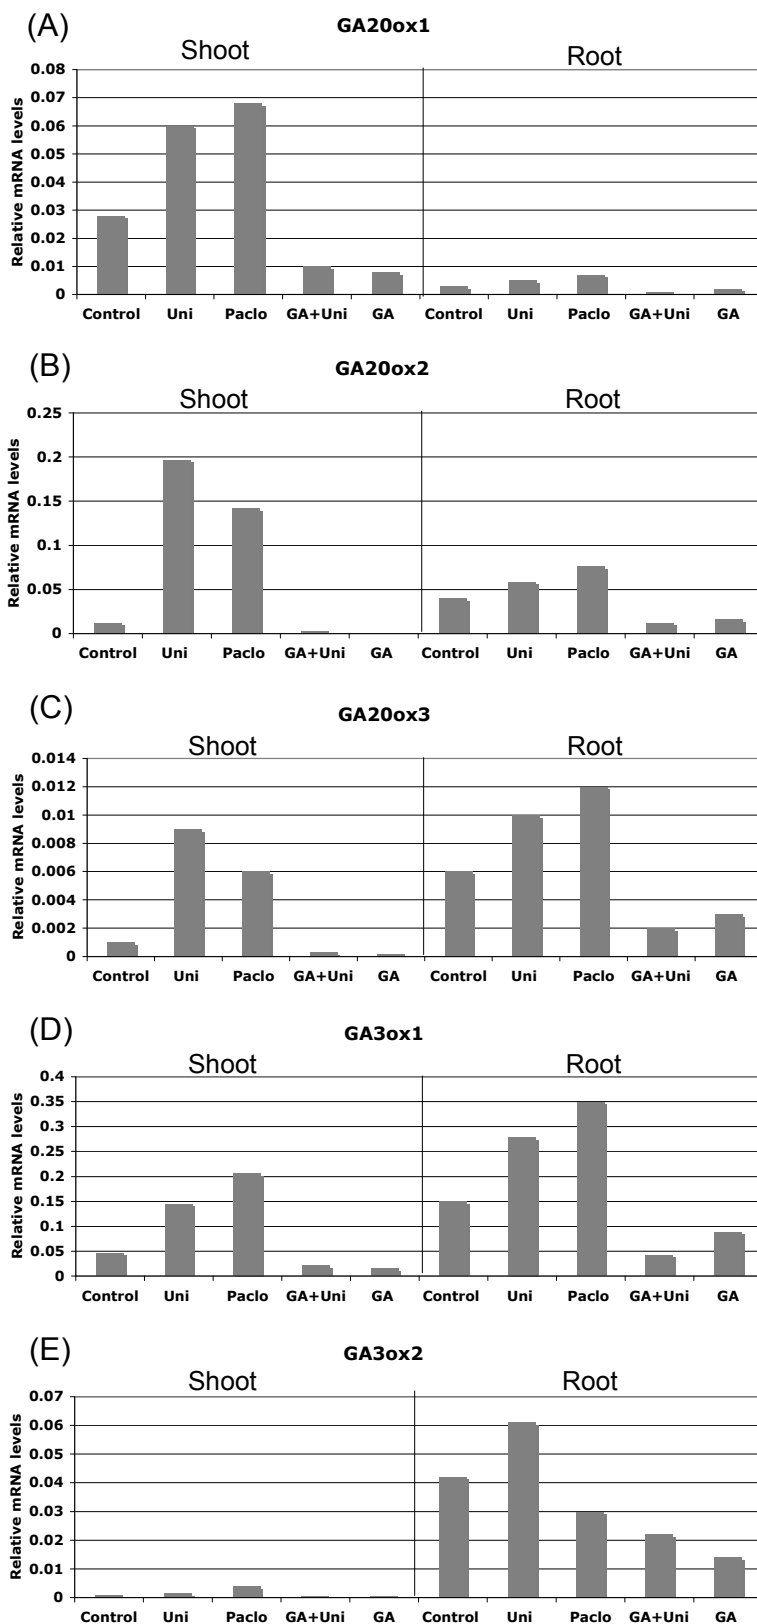 (A)
GA20ox1
Shoot Root
Relative mRNA levels
0.08
0.07
0.06
0.05
0.04
0.03
0.02
0.01
0
Control Uni Paclo GA+Uni GA Control Uni Paclo GA+Uni GA
(B)
GA20ox2
Shoot Root
Relative mRNA levels
0.25
0.2
0.15
0.1
0.05
0
Control Uni Paclo GA+Uni GA Control Uni Paclo GA+Uni GA
(C)
GA20ox3
Shoot Root
Relative mRNA levels
0.014
0.012
0.01
0.008
0.006
0.004
0.002
0
Control Uni Paclo GA+Uni GA Control Uni Paclo GA+Uni GA
(D)
GA3ox1
Shoot Root
Relative mRNA levels
0.4
0.35
0.3
0.25
0.2
0.15
0.1
0.05
0
Control Uni Paclo GA+Uni GA Control Uni Paclo GA+Uni GA
(E)
GA3ox2
Shoot Root
Relative mRNA levels
0.07
0.06
0.05
0.04
0.03
0.02
0.01
0
Control Uni Paclo GA+Uni GA Control Uni Paclo GA+Uni GA